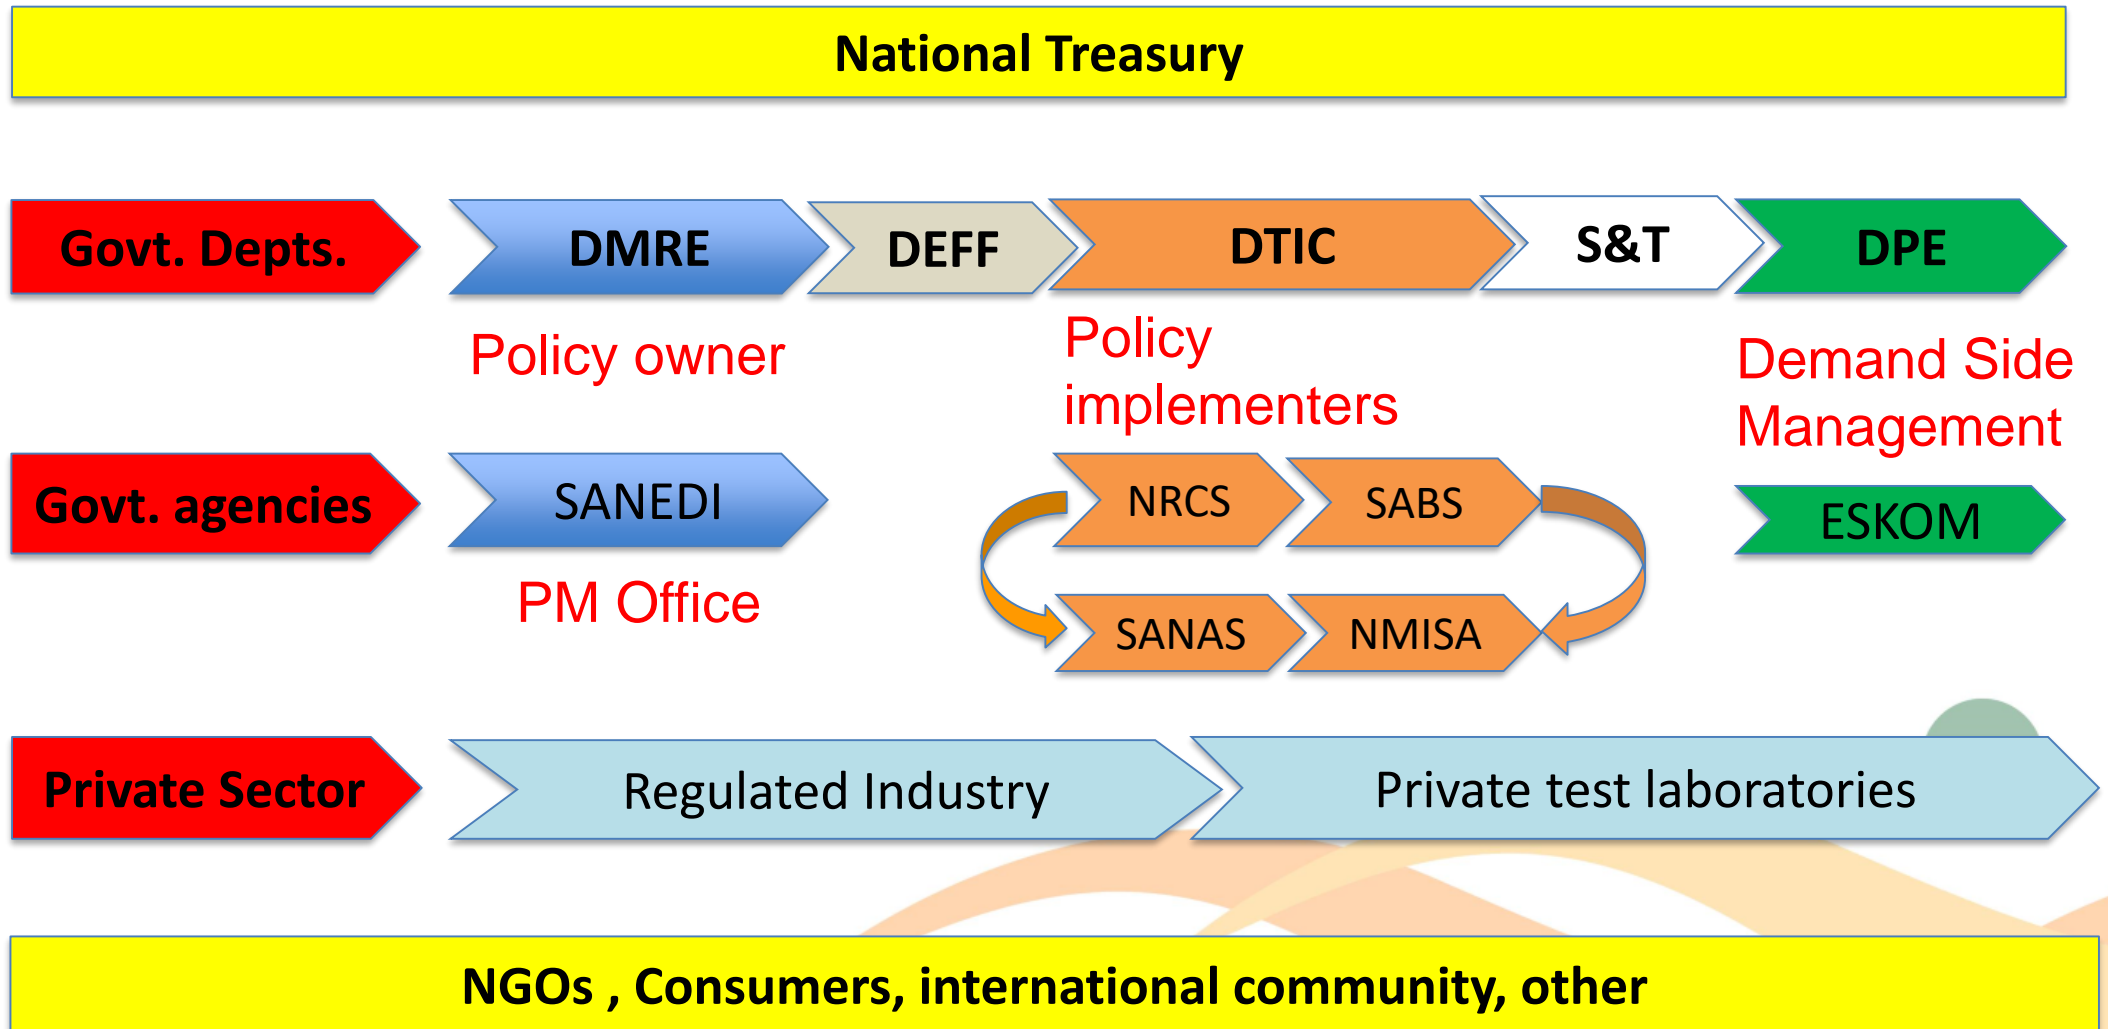 National Treasury
Govt. Depts.
DMRE
DEFF
DTIC
S&T
DPE
Policy owner
Policy
implementers
Demand Side
Management
Govt. agencies
SANEDI
NRCS
SABS
ESKOM
PM Office
SANAS
NMISA
Private Sector
Regulated Industry
Private test laboratories
NGOs , Consumers, international community, other